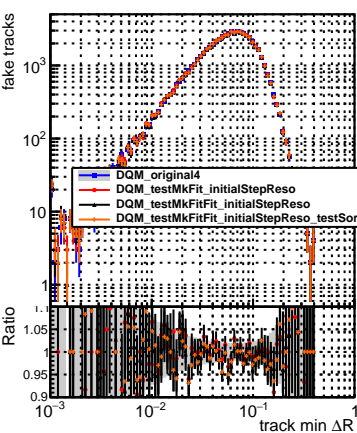 fake tracks
10³
10²
10
1
DQM_original4
DQM_testMkFit_initialStepReso
DQM_testMkFitFit_initialStepReso
DQM_testMkFitFit_initialStepReso_testSor
Ratio
1.1
1.05
1
0.95
0.9
10⁻³
10⁻²
10⁻¹
1
track min ΔR